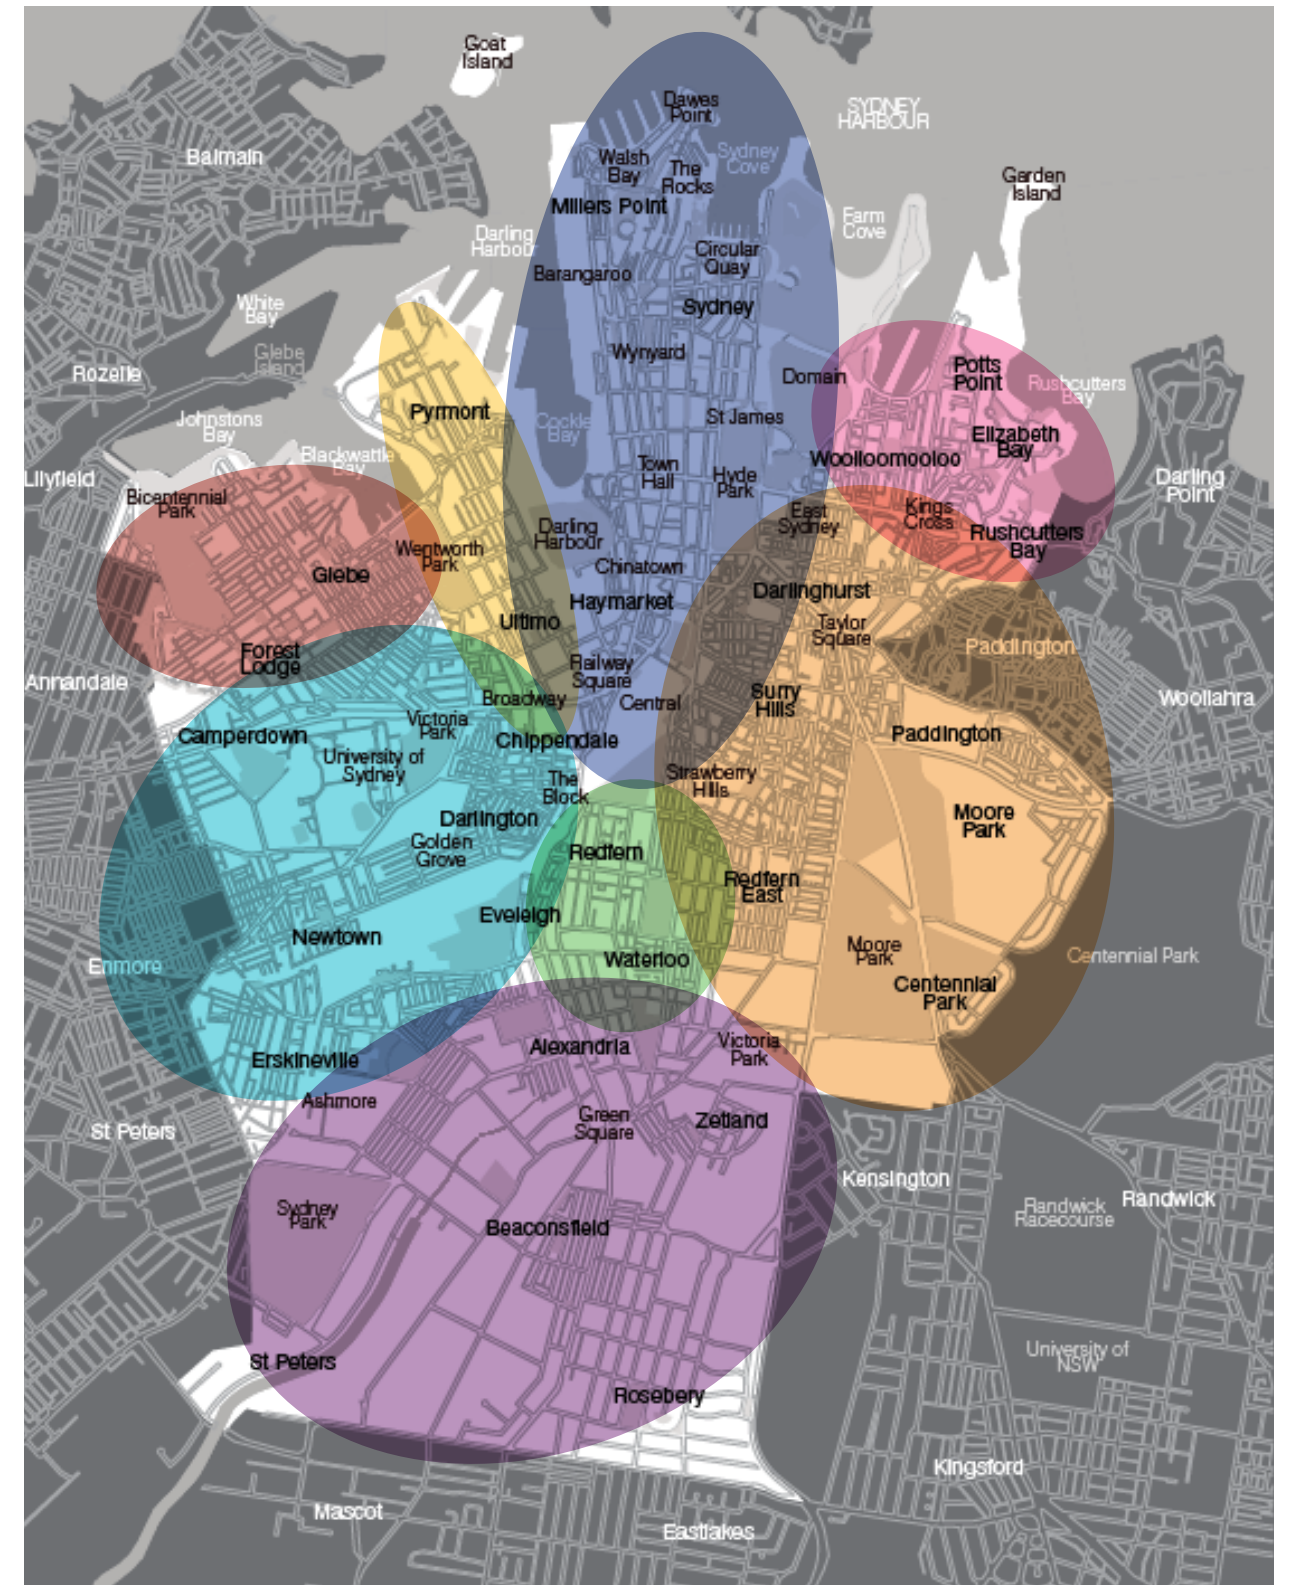 Goat
Island
Dawes
Point
SYDNEY
HARBOUR
Balmain
Walsh
Bay
The
Rocks
Sydney
Cove
Garden
Island
Millers Point
Farm
Cove
Darling
Harbour
Circular
Quay
Barangaroo
White
Bay
Sydney
Glebe
Island
Wynyard
Rozelle
Domain
Potts
Point
Rushcutters
Bay
Pyrmont
Johnstons
Bay
Cockle
Bay
St James
Elizabeth
Bay
Blackwattle
Bay
Woolloomooloo
Lilyfield
Town
Hall
Hyde
Park
Darling
Point
Bicentennial
Park
East
Sydney
Kings
Cross
Rushcutters
Bay
Darling
Harbour
Wentworth
Park
Chinatown
Glebe
Haymarket
Darlinghurst
Ultimo
Taylor
Square
Paddington
Forest
Lodge
Railway
Square
Annandale
Broadway
Central
Surry
Hills
Woollahra
Victoria
Park
Camperdown
Chippendale
Paddington
University of
Sydney
The
Block
Strawberry
Hills
Darlington
Moore
Park
Golden
Grove
Redfern
Redfern
East
Eveleigh
Newtown
Waterloo
Moore
Park
Centennial Park
Enmore
Centennial
Park
Alexandria
Victoria
Park
Erskineville
Ashmore
Green
Square
Zetland
St Peters
Kensington
Randwick
Racecourse
Randwick
Sydney
Park
Beaconsfield
St Peters
University of
NSW
Rosebery
Kingsford
Mascot
Eastlakes